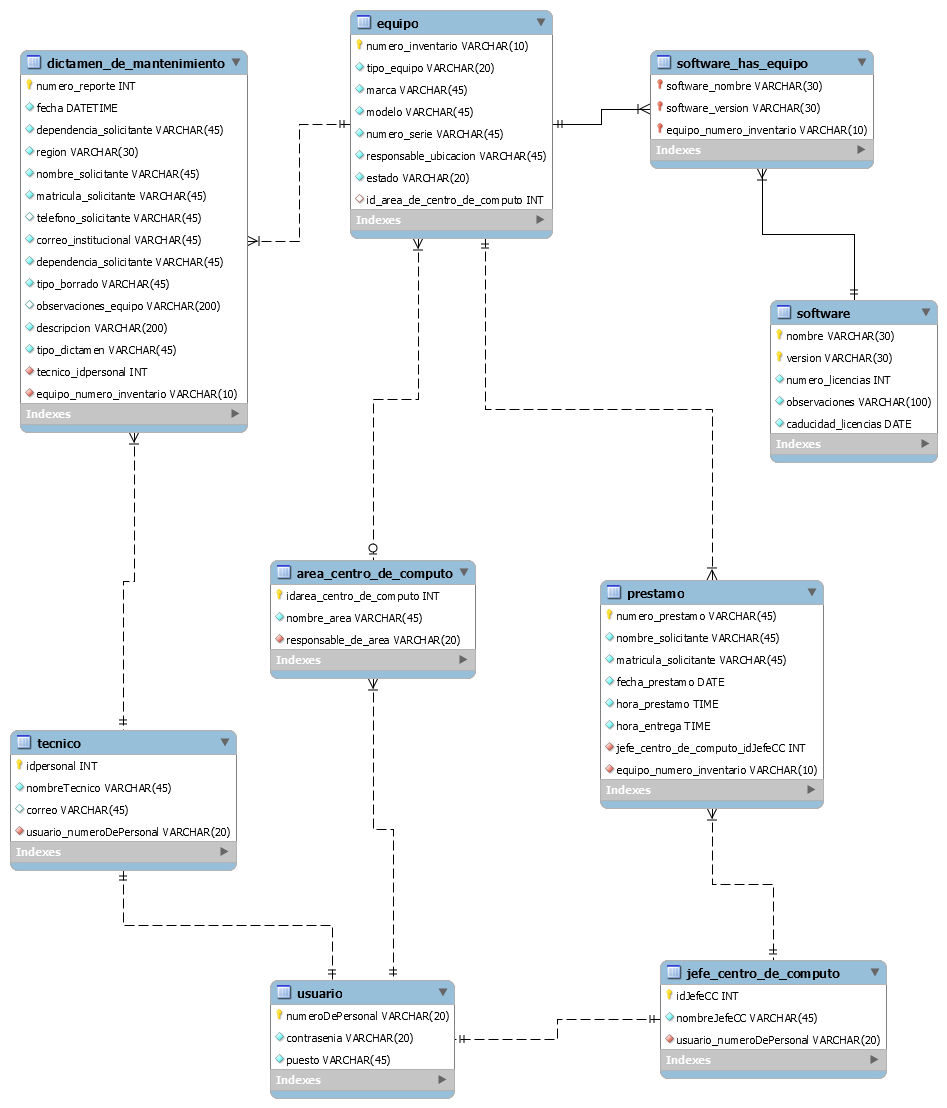 equipo
numero_inventario VARCHAR(10)
tipo_equipo VARCHAR(20)
marca VARCHAR(45)
modelo VARCHAR(45)
numero_serie VARCHAR(45)
responsable_ubicacion VARCHAR(45)
estado VARCHAR(20)
id_area_de_centro_de_computo INT
Indexes
dictamen_de_mantenimiento
numero_reporte INT
fecha DATETIME
dependencia_solicitante VARCHAR(45)
region VARCHAR(30)
nombre_solicitante VARCHAR(45)
matricula_solicitante VARCHAR(45)
telefono_solicitante VARCHAR(45)
correo_institucional VARCHAR(45)
dependencia_solicitante VARCHAR(45)
tipo_borrado VARCHAR(45)
observaciones_equipo VARCHAR(200)
descripcion VARCHAR(200)
tipo_dictamen VARCHAR(45)
tecnico_idpersonal INT
equipo_numero_inventario VARCHAR(10)
Indexes
software_has_equipo
software_nombre VARCHAR(30)
software_version VARCHAR(30)
equipo_numero_inventario VARCHAR(10)
Indexes
software
nombre VARCHAR(30)
version VARCHAR(30)
numero_licencias INT
observaciones VARCHAR(100)
caducidad_licencias DATE
Indexes
area_centro_de_computo
idarea_centro_de_computo INT
nombre_area VARCHAR(45)
responsable_de_area VARCHAR(20)
Indexes
prestamo
numero_prestamo VARCHAR(45)
nombre_solicitante VARCHAR(45)
matricula_solicitante VARCHAR(45)
fecha_prestamo DATE
hora_prestamo TIME
hora_entrega TIME
jefe_centro_de_computo_idJefeCC INT
equipo_numero_inventario VARCHAR(10)
Indexes
tecnico
idpersonal INT
nombreTecnico VARCHAR(45)
correo VARCHAR(45)
usuario_numeroDePersonal VARCHAR(20)
Indexes
usuario
numeroDePersonal VARCHAR(20)
contrasenia VARCHAR(20)
puesto VARCHAR(45)
Indexes
jefe_centro_de_computo
idJefeCC INT
nombreJefeCC VARCHAR(45)
usuario_numeroDePersonal VARCHAR(20)
Indexes